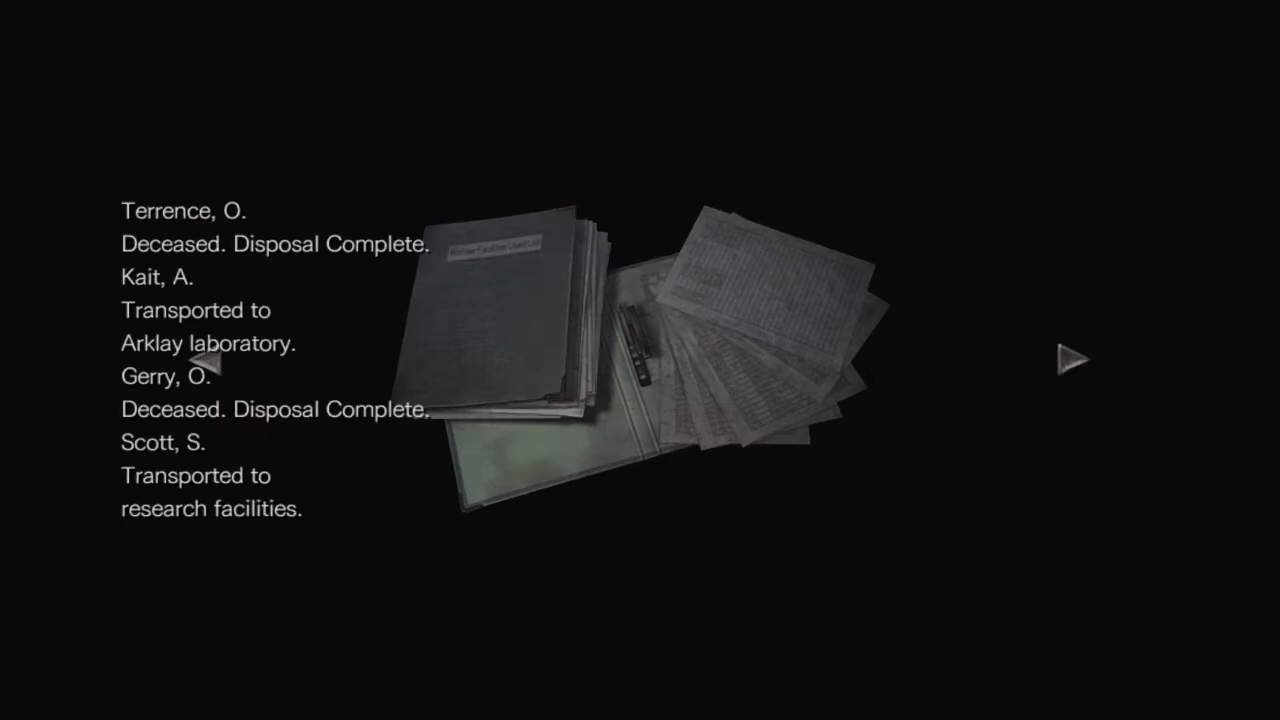 Terrence, O.
Deceased. Disposal Complete.
Kait, A.
Transported to
Arklay laboratory.
Gerry, O.
Deceased. Disposal Complete.
Scott, S.
Transported to
research facilities.